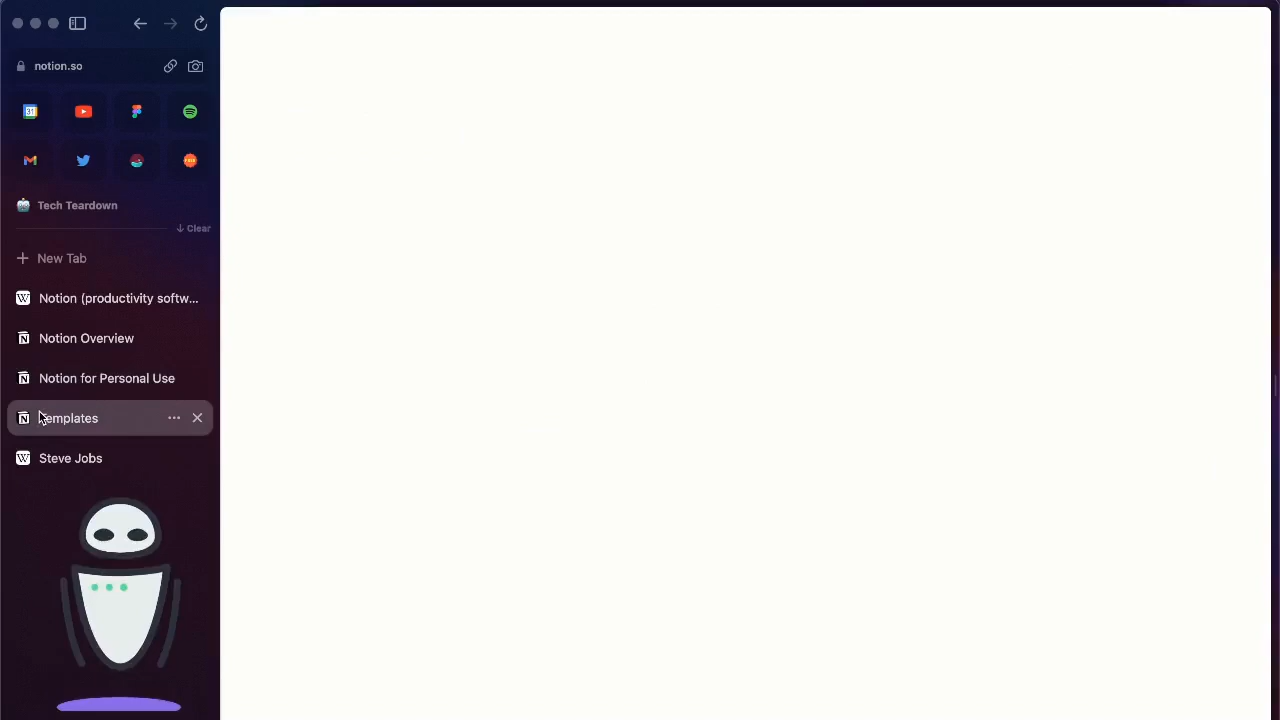 notion.so
31
Tech Teardown
Clear
New Tab
Notion (productivity softw...
Notion Overview
Notion for Personal Use
Templates
Steve Jobs